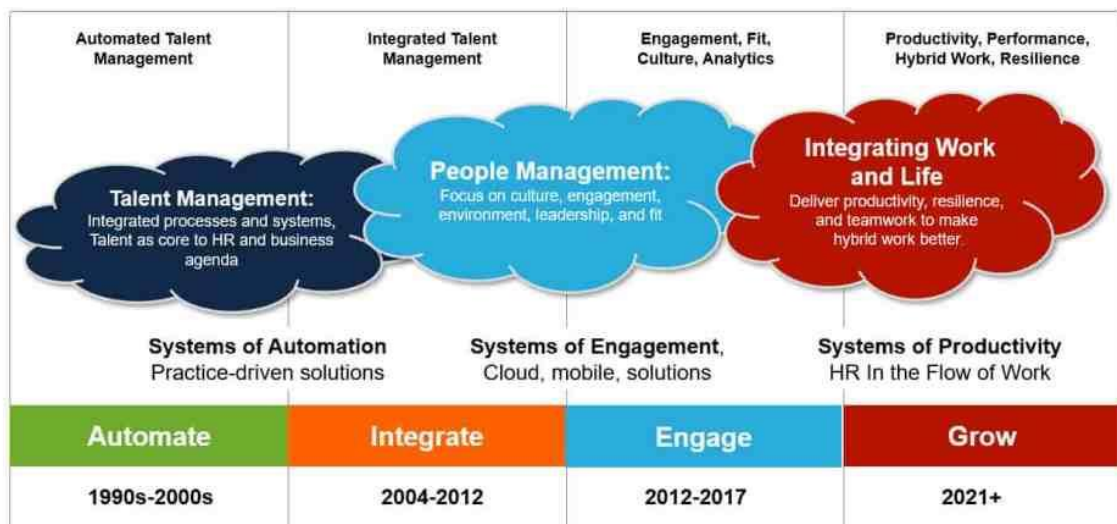 Automated Talent
Management
Integrated Talent
Management
Engagement, Fit,
Culture, Analytics
Productivity, Performance,
Hybrid Work, Resilience
Talent Management:
Integrated processes and systems,
Talent as core to HR and business
agenda
People Management:
Focus on culture, engagement,
environment, leadership, and fit
Integrating Work
and Life
Deliver productivity, resilience,
and teamwork to make
hybrid work better.
Systems of Automation
Practice-driven solutions
Systems of Engagement,
Cloud, mobile, solutions
Systems of Productivity
HR In the Flow of Work
Automate
Integrate
Engage
Grow
1990s-2000s
2004-2012
2012-2017
2021+